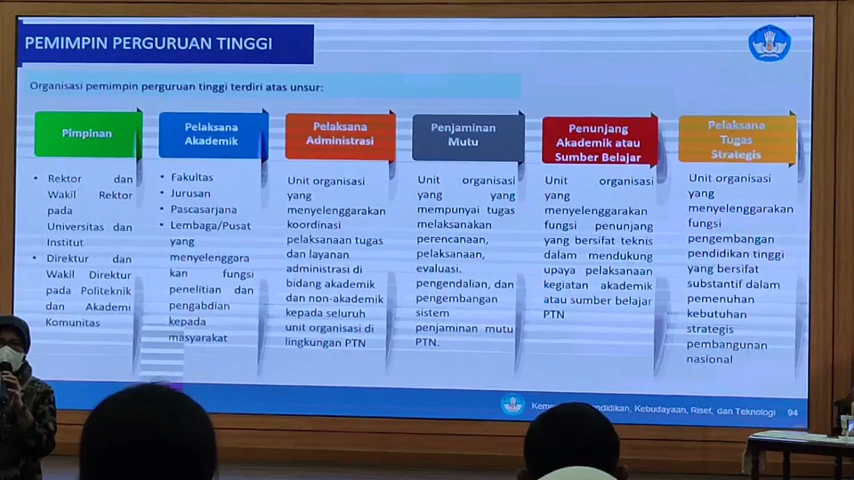 PEMIMPIN PERGURUAN TINGGI
Organisasi pemimpin perguruan tinggi terdiri atas unsur:
Pimpinan
• Rektor dan
Wakil Rektor
pada
Universitas dan
Institut
• Direktur dan
Wakil Direktur
pada Politeknik
dan Akademi
Komunitas
Pelaksana
Akademik
• Fakultas
• Jurusan
• Pascasarjana
• Lembaga/Pusat
yang
menyelenggara
kan fungsi
penelitian dan
pengabdian
kepada
masyarakat
Pelaksana
Administrasi
Unit organisasi
yang
menyelenggarakan
koordinasi
pelaksanaan tugas
dan layanan
administrasi di
bidang akademik
dan non-akademik
kepada seluruh
unit organisasi di
lingkungan PTN
Penjaminan
Mutu
Unit organisasi
yang yang
mempunyai tugas
melaksanakan
perencanaan,
pelaksanaan,
evaluasi,
pengendalian, dan
pengembangan
sistem
penjaminan mutu
PTN.
Penunjang
Akademik atau
Sumber Belajar
Unit organisasi
yang
menyelenggarakan
fungsi penunjang
yang bersifat teknis
dalam mendukung
upaya pelaksanaan
kegiatan akademik
atau sumber belajar
PTN
Pelaksana
Tugas
Strategis
Unit organisasi
yang
menyelenggarakan
fungsi
pengembangan
pendidikan tinggi
yang bersifat
substantif dalam
pemenuhan
kebutuhan
strategis
pembangunan
nasional
Kebudayaan, Riset, dan Teknologi 94